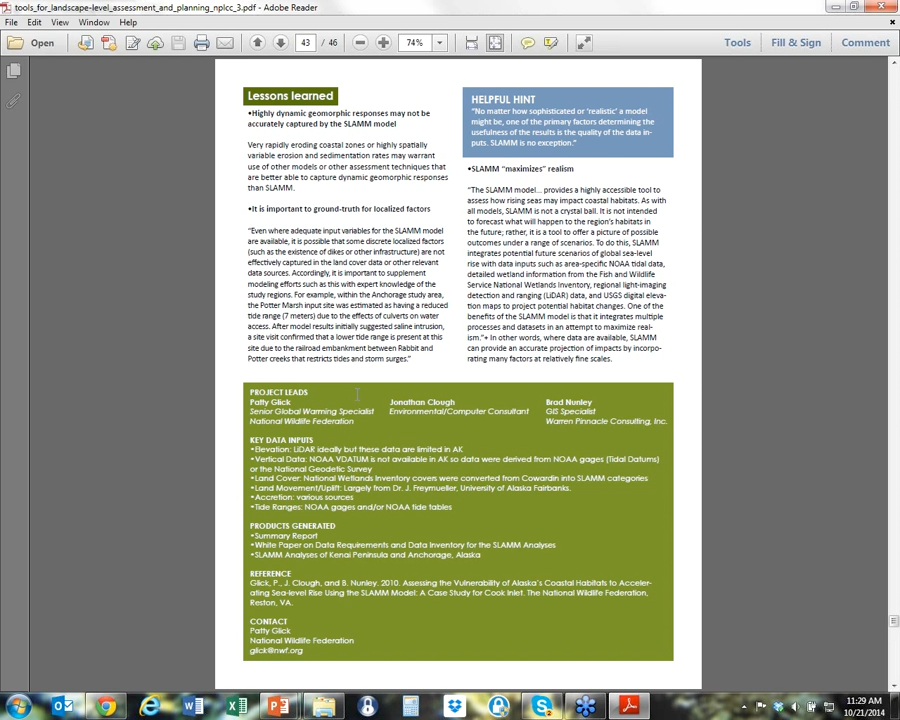 tools_for_landscape-level_assessment_and_planning_nplcc_3.pdf - Adobe Reader
File Edit View Window Help
Open
43 / 46
74%
Tools Fill & Sign Comment
Lessons learned
•Highly dynamic geomorphic responses may not be
accurately captured by the SLAMM model
Very rapidly eroding coastal zones or highly spatially
variable erosion and sedimentation rates may warrant
use of other models or other assessment techniques that
are better able to capture dynamic geomorphic responses
than SLAMM.
•It is important to ground-truth for localized factors
"Even where adequate input variables for the SLAMM model
are available, it is possible that some discrete localized factors
(such as the existence of dikes or other infrastructure) are not
effectively captured in the land cover data or other relevant
data sources. Accordingly, it is important to supplement
modeling efforts such as this with expert knowledge of the
study regions. For example, within the Anchorage study area,
the Potter Marsh input site was estimated as having a reduced
tide range (7 meters) due to the effects of culverts on water
access. After model results initially suggested saline intrusion,
a site visit confirmed that a lower tide range is present at this
site due to the railroad embankment between Rabbit and
Potter creeks that restricts tides and storm surges."
HELPFUL HINT
"No matter how sophisticated or 'realistic' a model
might be, one of the primary factors determining the
usefulness of the results is the quality of the data in-
puts. SLAMM is no exception."
•SLAMM "maximizes" realism
"The SLAMM model... provides a highly accessible tool to
assess how rising seas may impact coastal habitats. As with
all models, SLAMM is not a crystal ball. It is not intended
to forecast what will happen to the region's habitats in
the future; rather, it is a tool to offer a picture of possible
outcomes under a range of scenarios. To do this, SLAMM
integrates potential future scenarios of global sea-level
rise with data inputs such as area-specific NOAA tidal data,
detailed wetland information from the Fish and Wildlife
Service National Wetlands Inventory, regional light-imaging
detection and ranging (LiDAR) data, and USGS digital eleva-
tion maps to project potential habitat changes. One of the
benefits of the SLAMM model is that it integrates multiple
processes and datasets in an attempt to maximize real-
ism."+ In other words, where data are available, SLAMM
can provide an accurate projection of impacts by incorpo-
rating many factors at relatively fine scales.
PROJECT LEADS
Patty Glick
Senior Global Warming Specialist
National Wildlife Federation
Jonathan Clough
Environmental/Computer Consultant
Brad Nunley
GIS Specialist
Warren Pinnacle Consulting, Inc.
KEY DATA INPUTS
•Elevation: LiDAR ideally but these data are limited in AK
•Vertical Data: NOAA VDATUM is not available in AK so data were derived from NOAA gages (Tidal Datums)
or the National Geodetic Survey
•Land Cover: National Wetlands Inventory covers were converted from Cowardin into SLAMM categories
•Land Movement/Uplift: Largely from Dr. J. Freymueller, University of Alaska Fairbanks.
•Accretion: various sources
•Tide Ranges: NOAA gages and/or NOAA tide tables
PRODUCTS GENERATED
•Summary Report
•White Paper on Data Requirements and Data Inventory for the SLAMM Analyses
•SLAMM Analyses of Kenai Peninsula and Anchorage, Alaska
REFERENCE
Glick, P., J. Clough, and B. Nunley. 2010. Assessing the Vulnerability of Alaska's Coastal Habitats to Acceler-
ating Sea-level Rise Using the SLAMM Model: A Case Study for Cook Inlet. The National Wildlife Federation,
Reston, VA.
CONTACT
Patty Glick
National Wildlife Federation
glick@nwf.org
11:29 AM
10/21/2014